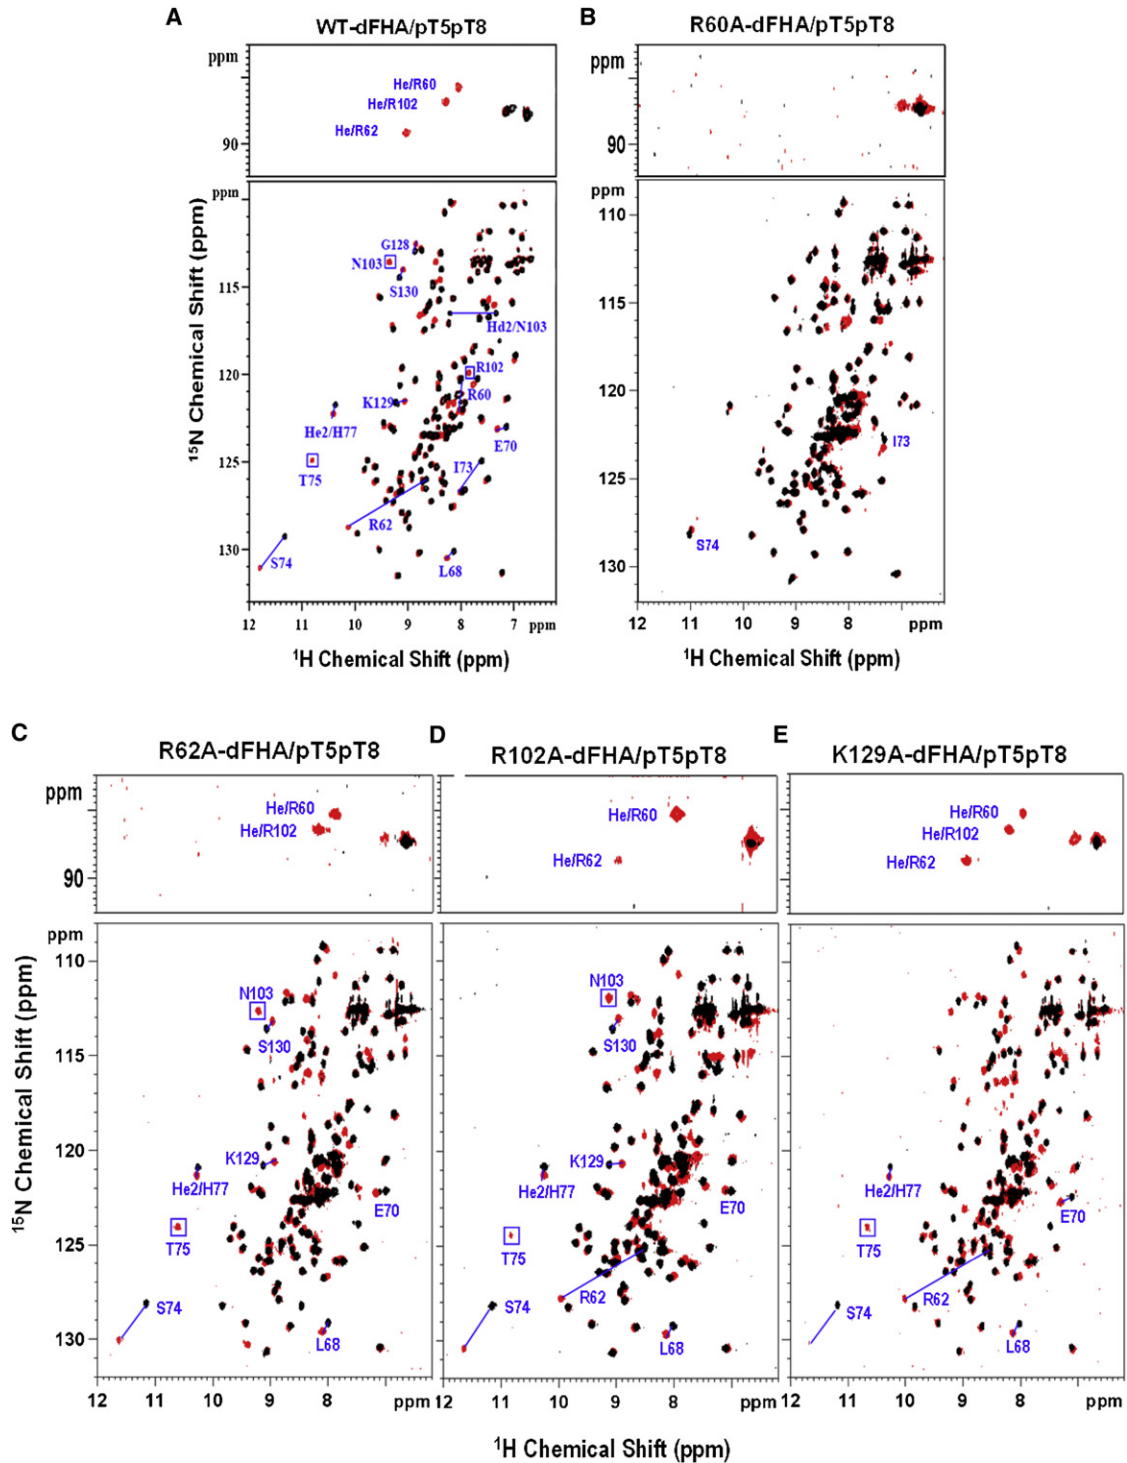 A
WT-dFHA/pT5pT8
ppm
He/R60
He/R102
He/R62
90
ppm
G128
N103
S130
115
Hd2/N103
120
R102
R60
K129
He2/H77
E70
125
T75
I73
R62
130
S74
L68
12 11 10 9 8 7 ppm
15N Chemical Shift (ppm)
1H Chemical Shift (ppm)
B
R60A-dFHA/pT5pT8
ppm
90
ppm
110
115
120
I73
125
S74
130
12 11 10 9 8 ppm
1H Chemical Shift (ppm)
C
R62A-dFHA/pT5pT8
ppm
He/R60
He/R102
90
ppm
110
N103
S130
115
120
K129
He2/H77
E70
T75
125
S74
130
L68
12 11 10 9 8 ppm
15N Chemical Shift (ppm)
D
R102A-dFHA/pT5pT8
He/R60
He/R62
N103
S130
K129
He2/H77
E70
T75
R62
S74
L68
12 11 10 9 8 ppm
E
K129A-dFHA/pT5pT8
He/R60
He/R102
He/R62
He2/H77
E70
T75
R62
S74
L68
12 11 10 9 8 ppm
1H Chemical Shift (ppm)